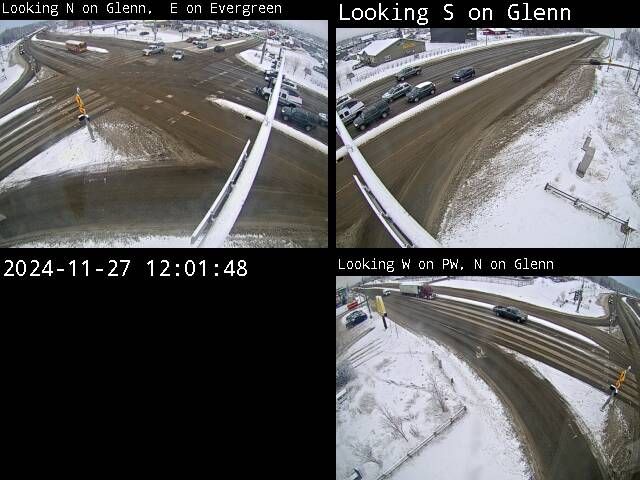 Looking N on Glenn,  E on Evergreen
Looking S on Glenn
2024-11-27 12:01:48
Looking W on PW, N on Glenn